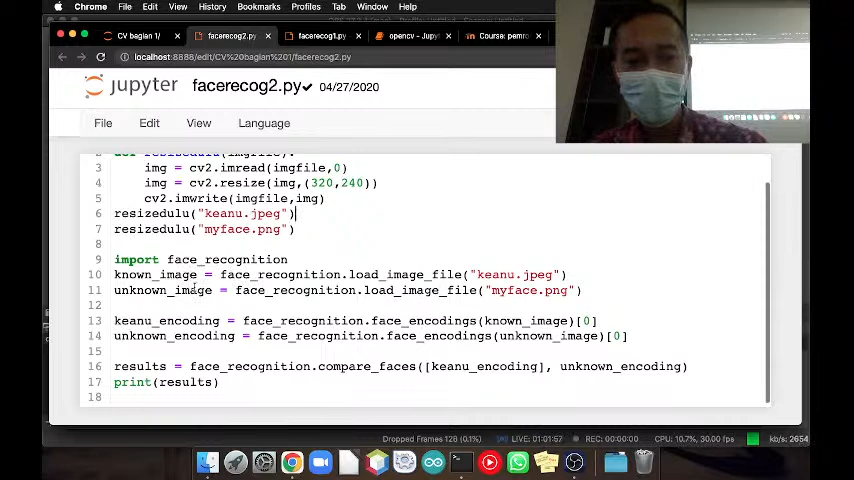 Chrome File Edit View History Bookmarks Profiles Tab Window Help
CV bagian 1/ facerecog2.py facerecog1.py opencv - Jupyt Course: pemro
localhost:8888/edit/CV%20bagian%201/facerecog2.py
jupyter facerecog2.py 04/27/2020
File Edit View Language
2 def resizedulu(imgfile):
3 img = cv2.imread(imgfile,0)
4 img = cv2.resize(img,(320,240))
5 cv2.imwrite(imgfile,img)
6 resizedulu("keanu.jpeg")
7 resizedulu("myface.png")
8
9 import face_recognition
10 known_image = face_recognition.load_image_file("keanu.jpeg")
11 unknown_image = face_recognition.load_image_file("myface.png")
12
13 keanu_encoding = face_recognition.face_encodings(known_image)[0]
14 unknown_encoding = face_recognition.face_encodings(unknown_image)[0]
15
16 results = face_recognition.compare_faces([keanu_encoding], unknown_encoding)
17 print(results)
18
Dropped Frames 128 (0.1%) LIVE: 01:01:57 REC: 00:00:00 CPU: 10.7%, 30.00 fps kb/s: 2654